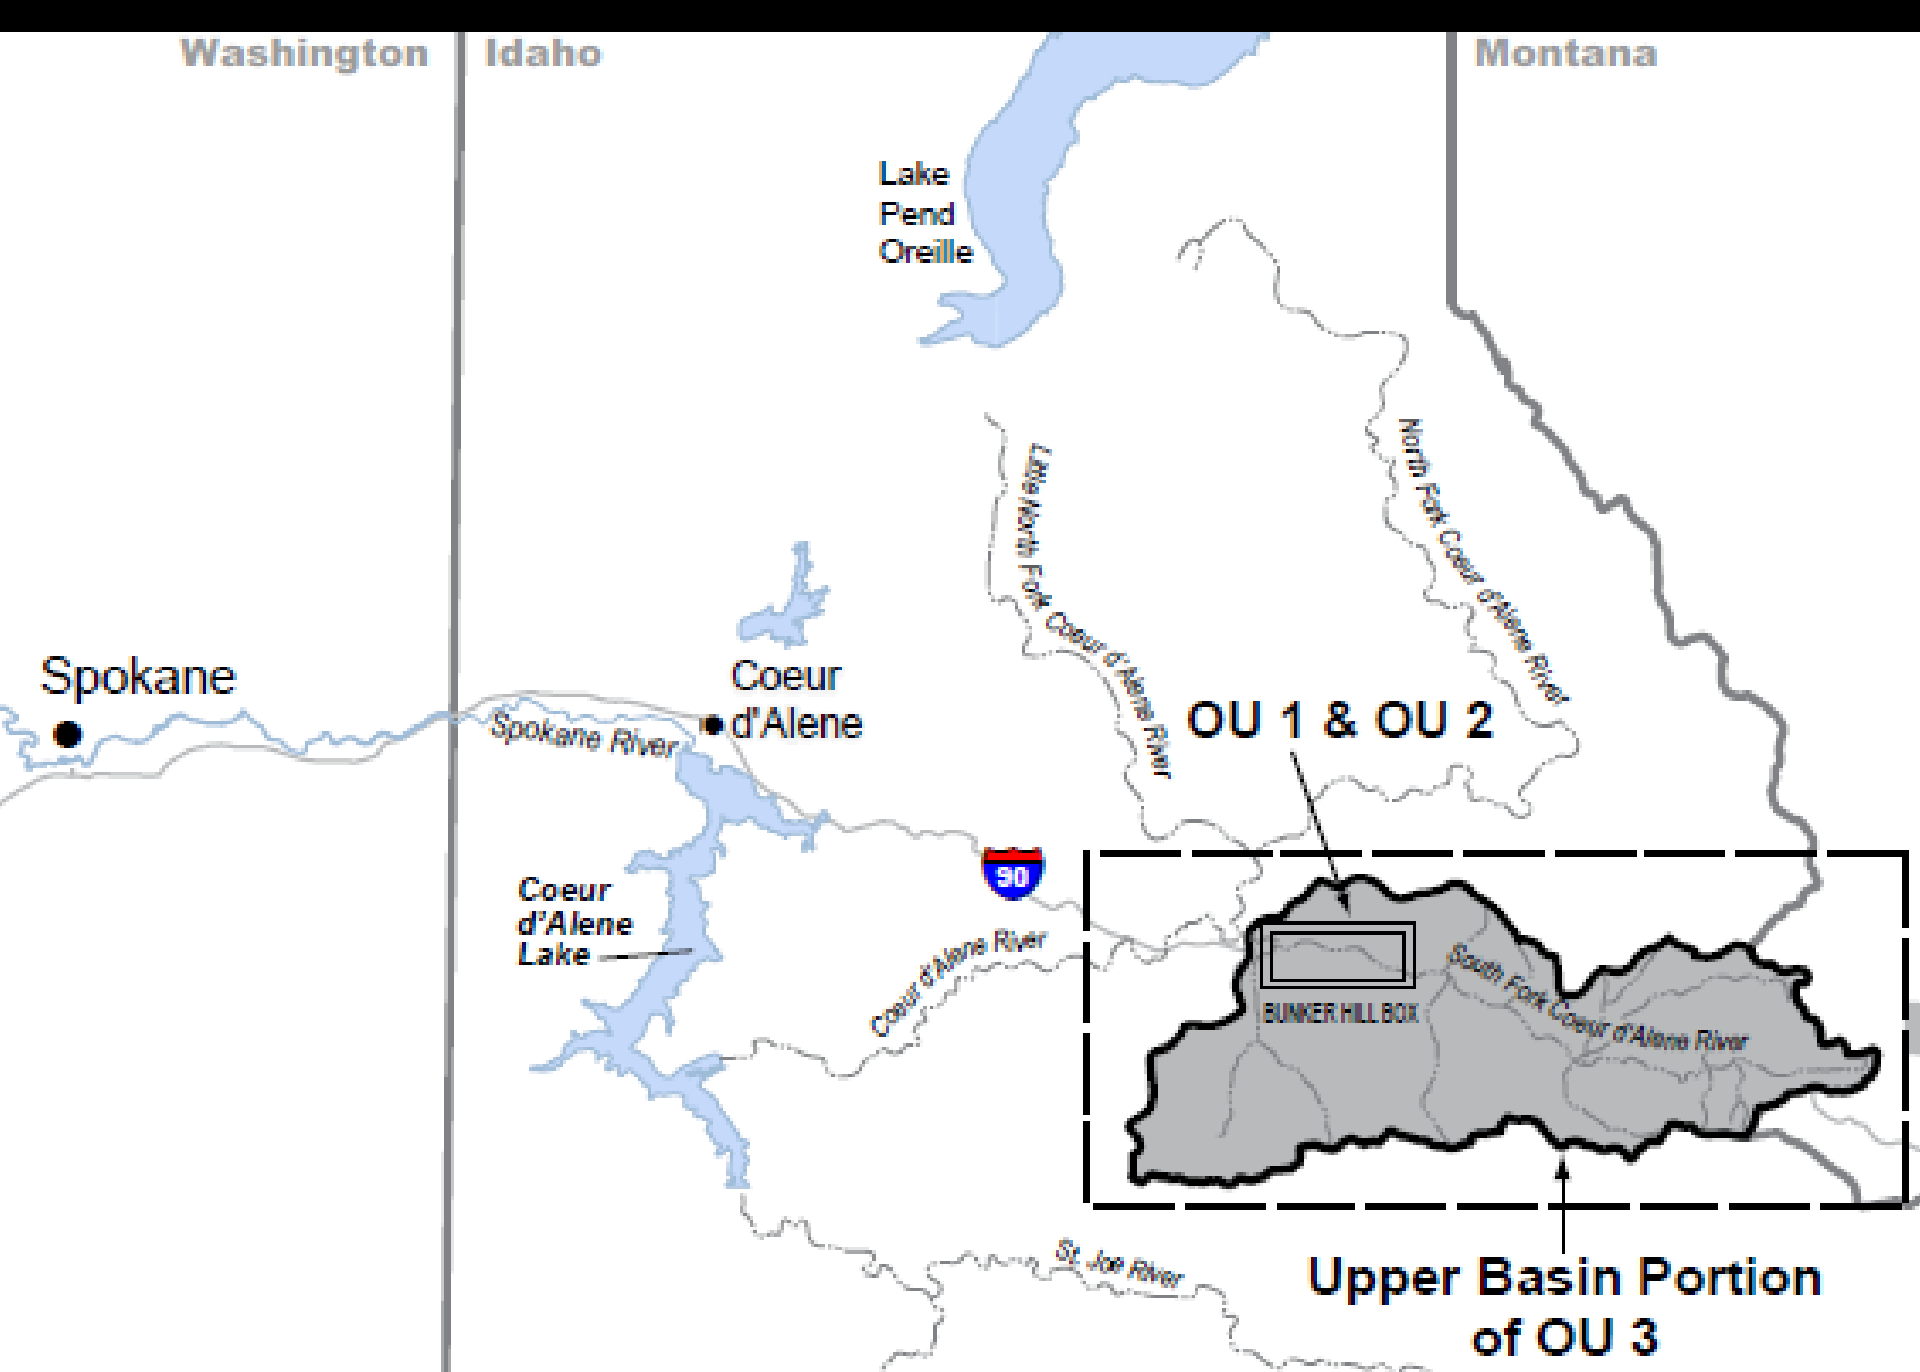 Washington
Idaho
Montana
Lake
Pend
Oreille
North Fork Coeur d'Alene River
Little North Fork Coeur d'Alene River
Spokane
Coeur
d'Alene
Spokane River
OU 1 & OU 2
90
Coeur
d'Alene
Lake
Coeur d'Alene River
South Fork Coeur d'Alene River
BUNKER HILL BOX
St. Joe River
Upper Basin Portion
of OU 3